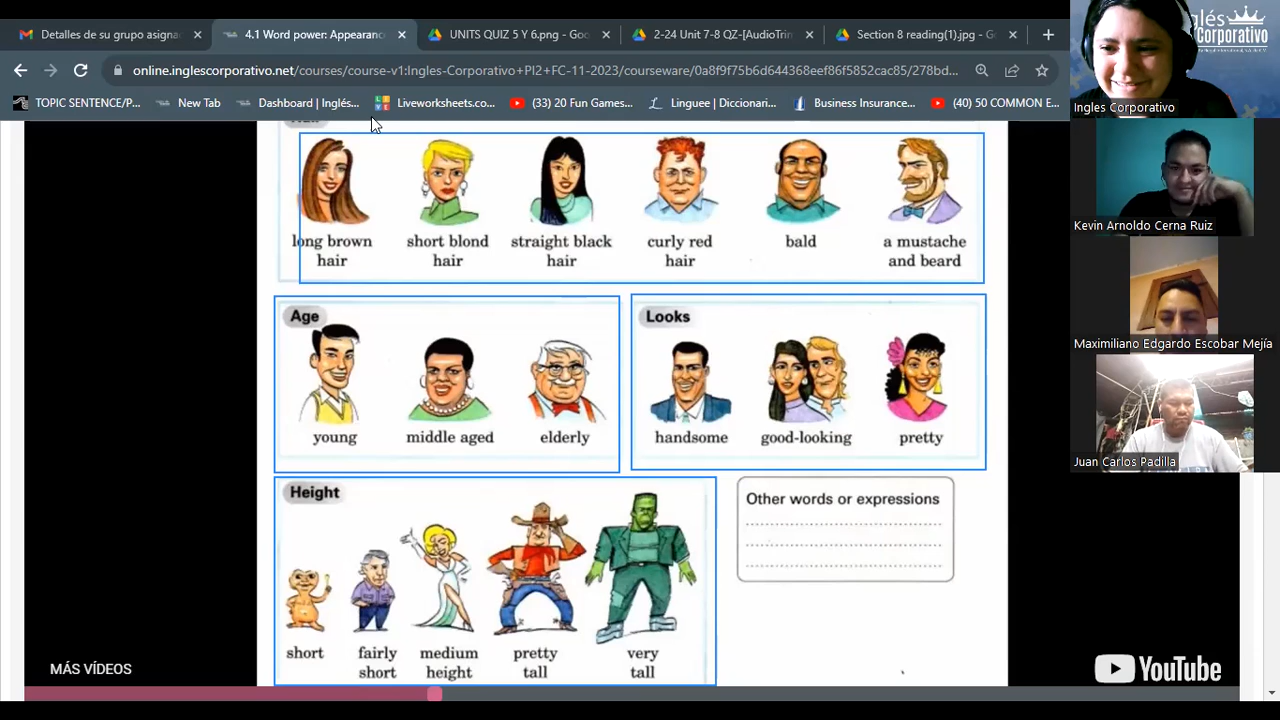 Detalles de su grupo asigna
4.1 Word power: Appearanc
UNITS QUIZ 5 Y 6.png - Goo
2-24 Unit 7-8 QZ-[AudioTrim
Section 8 reading(1).jpg - G
online.inglescorporativo.net/courses/course-v1:Ingles-Corporativo+PI2+FC-11-2023/courseware/0a8f9f75b6d644368eef86f5852cac85/278bd...
TOPIC SENTENCE/P...
New Tab
Dashboard | Inglés...
Liveworksheets.co...
(33) 20 Fun Games...
Linguee | Diccionari...
Business Insurance...
(40) 50 COMMON E...
long brown
hair
short blond
hair
straight black
hair
curly red
hair
bald
a mustache
and beard
Age
young
middle aged
elderly
Looks
handsome
good-looking
pretty
Height
short
fairly
short
medium
height
pretty
tall
very
tall
Other words or expressions
MÁS VÍDEOS
YouTube
glés
Corporativo
Ingles Corporativo
Kevin Arnoldo Cerna Ruiz
Maximiliano Edgardo Escobar Mejía
Juan Carlos Padilla